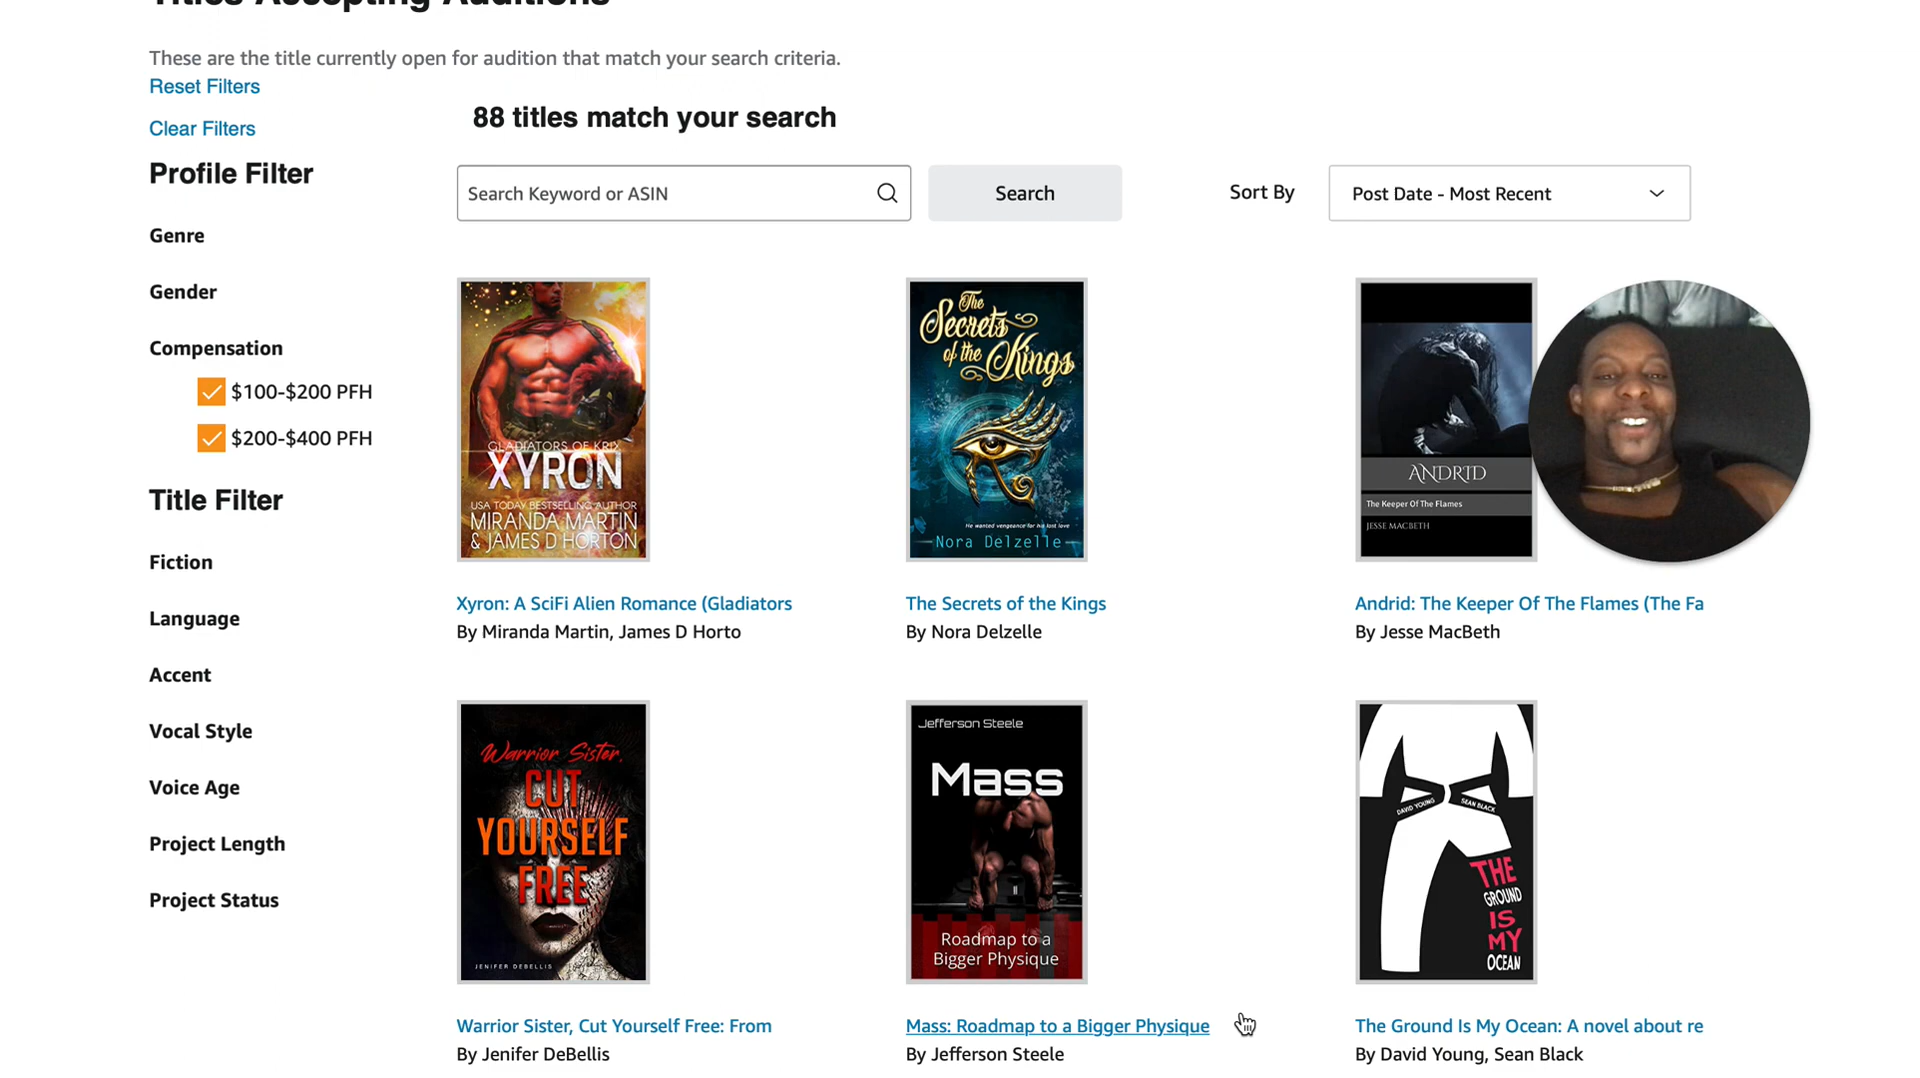 Titles Accepting Auditions
These are the title currently open for audition that match your search criteria.
Reset Filters
Clear Filters
88 titles match your search
Profile Filter
Search Keyword or ASIN
Search
Sort By
Post Date - Most Recent
Genre
Gender
Compensation
$100-$200 PFH
$200-$400 PFH
Title Filter
Fiction
Language
Accent
Vocal Style
Voice Age
Project Length
Project Status
GLADIATORS OF KRIX
XYRON
USA TODAY BESTSELLING AUTHOR
MIRANDA MARTIN
& JAMES D HORTON
Xyron: A SciFi Alien Romance (Gladiators
By Miranda Martin, James D Horto
The
Secrets
of the
Kings
He wanted vengeance for his lost love
Nora Delzelle
The Secrets of the Kings
By Nora Delzelle
ANDRID
The Keeper Of The Flames
JESSE MACBETH
Andrid: The Keeper Of The Flames (The Fa
By Jesse MacBeth
Warrior Sister,
CUT
YOURSELF
FREE
JENIFER DEBELLIS
Warrior Sister, Cut Yourself Free: From
By Jenifer DeBellis
Jefferson Steele
Mass
Roadmap to a
Bigger Physique
Mass: Roadmap to a Bigger Physique
By Jefferson Steele
DAVID YOUNG
SEAN BLACK
THE
GROUND
IS
MY
OCEAN
The Ground Is My Ocean: A novel about re
By David Young, Sean Black